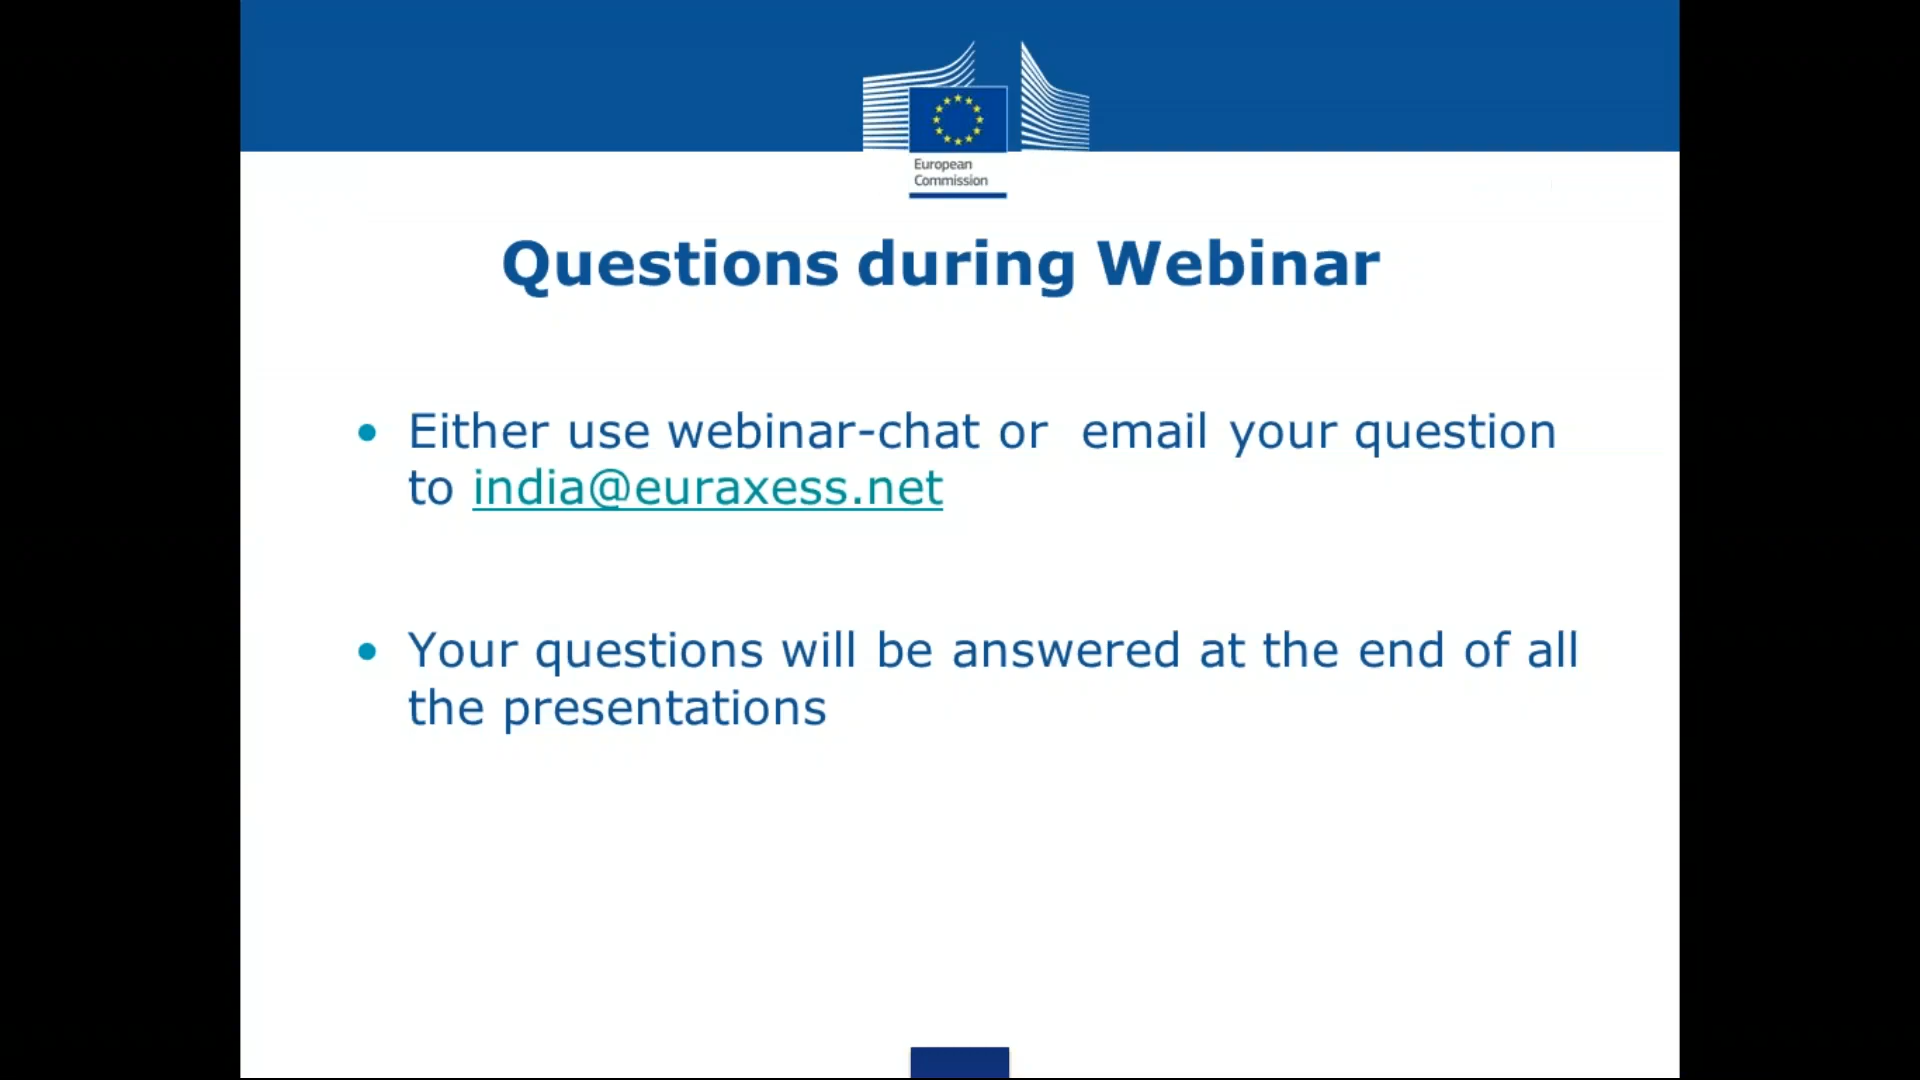 European
Commission
Questions during Webinar
• Either use webinar-chat or email your question
to india@euraxess.net
• Your questions will be answered at the end of all
the presentations